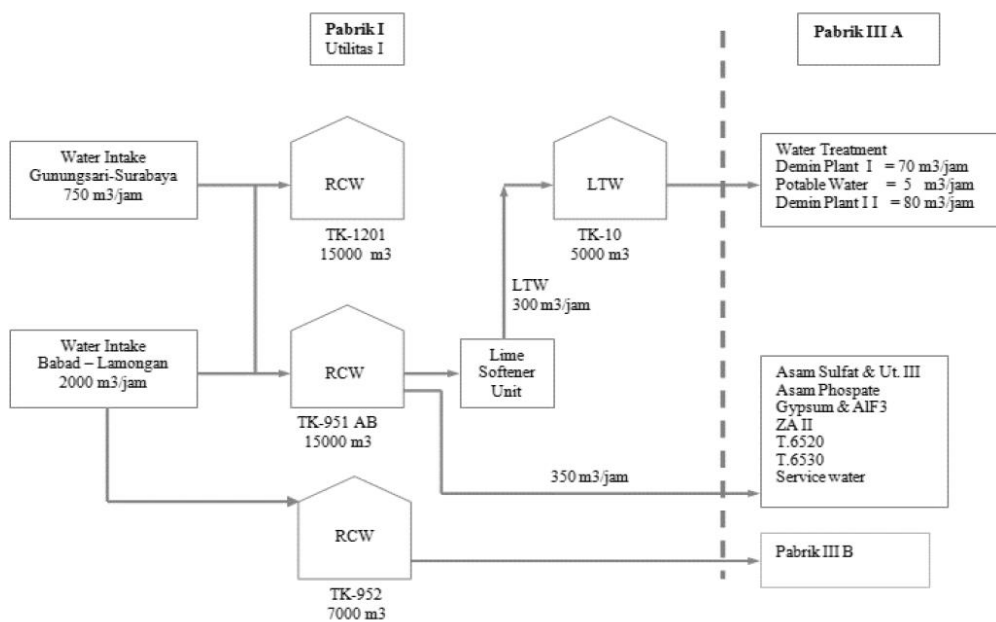 Pabrik I
Utilitas I
Pabrik III A
Water Intake
Gunungsari-Surabaya
750 m3/jam
RCW
TK-1201
15000 m3
LTW
TK-10
5000 m3
Water Treatment
Demin Plant I = 70 m3/jam
Potable Water = 5 m3/jam
Demin Plant I I = 80 m3/jam
LTW
300 m3/jam
Water Intake
Babad – Lamongan
2000 m3/jam
RCW
TK-951 AB
15000 m3
Lime
Softener
Unit
350 m3/jam
Asam Sulfat & Ut. III
Asam Phospate
Gypsum & AlF3
ZA II
T.6520
T.6530
Service water
RCW
TK-952
7000 m3
Pabrik III B